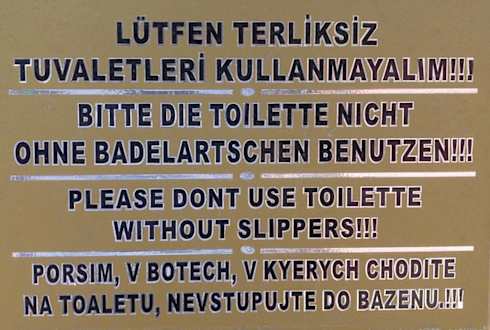 LÜTFEN TERLİKSİZ
TUVALETLERİ KULLANMAYALIM!!!
BITTE DIE TOILETTE NICHT
OHNE BADELARTSCHEN BENUTZEN!!!
PLEASE DONT USE TOILETTE
WITHOUT SLIPPERS!!!
PORSIM, V BOTECH, V KYERYCH CHODITE
NA TOALETU, NEVSTUPUJTE DO BAZENU.!!!